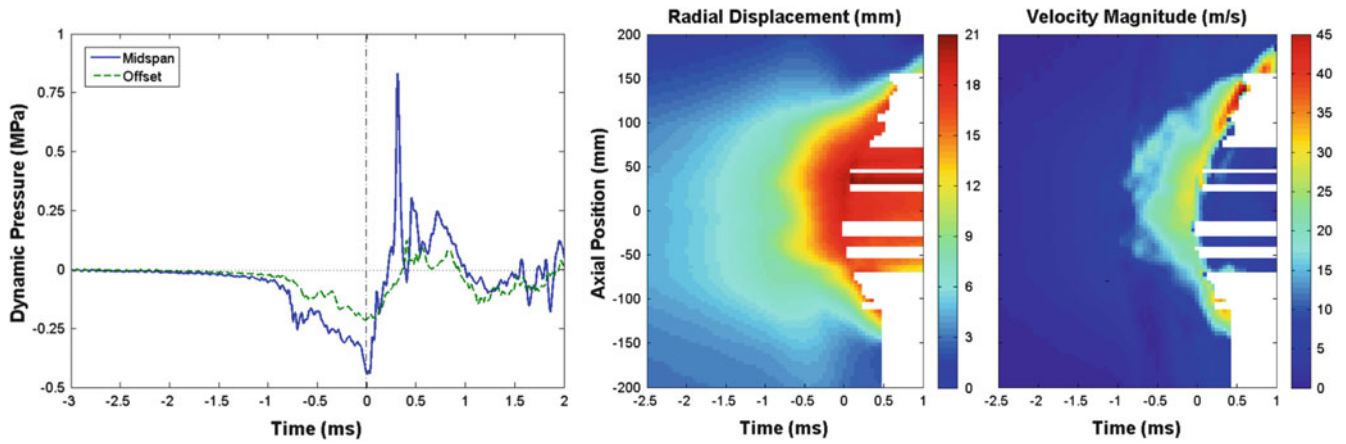 Dynamic Pressure (MPa)
1
0.75
0.5
0.25
0
-0.25
-0.5
Midspan
Offset
-3 -2.5 -2 -1.5 -1 -0.5 0 0.5 1 1.5 2
Time (ms)
Radial Displacement (mm)
Axial Position (mm)
200
150
100
50
0
-50
-100
-150
-200
-2.5 -2 -1.5 -1 -0.5 0 0.5 1
Time (ms)
21
18
15
12
9
6
3
0
Velocity Magnitude (m/s)
-2.5 -2 -1.5 -1 -0.5 0 0.5 1
Time (ms)
45
40
35
30
25
20
15
10
5
0